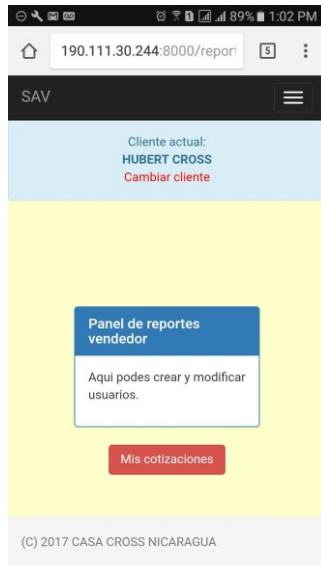 89% 1:02 PM
190.111.30.244:8000/repor
5
SAV
Cliente actual:
HUBERT CROSS
Cambiar cliente
Panel de reportes
vendedor
Aqui podes crear y modificar
usuarios.
Mis cotizaciones
(C) 2017 CASA CROSS NICARAGUA